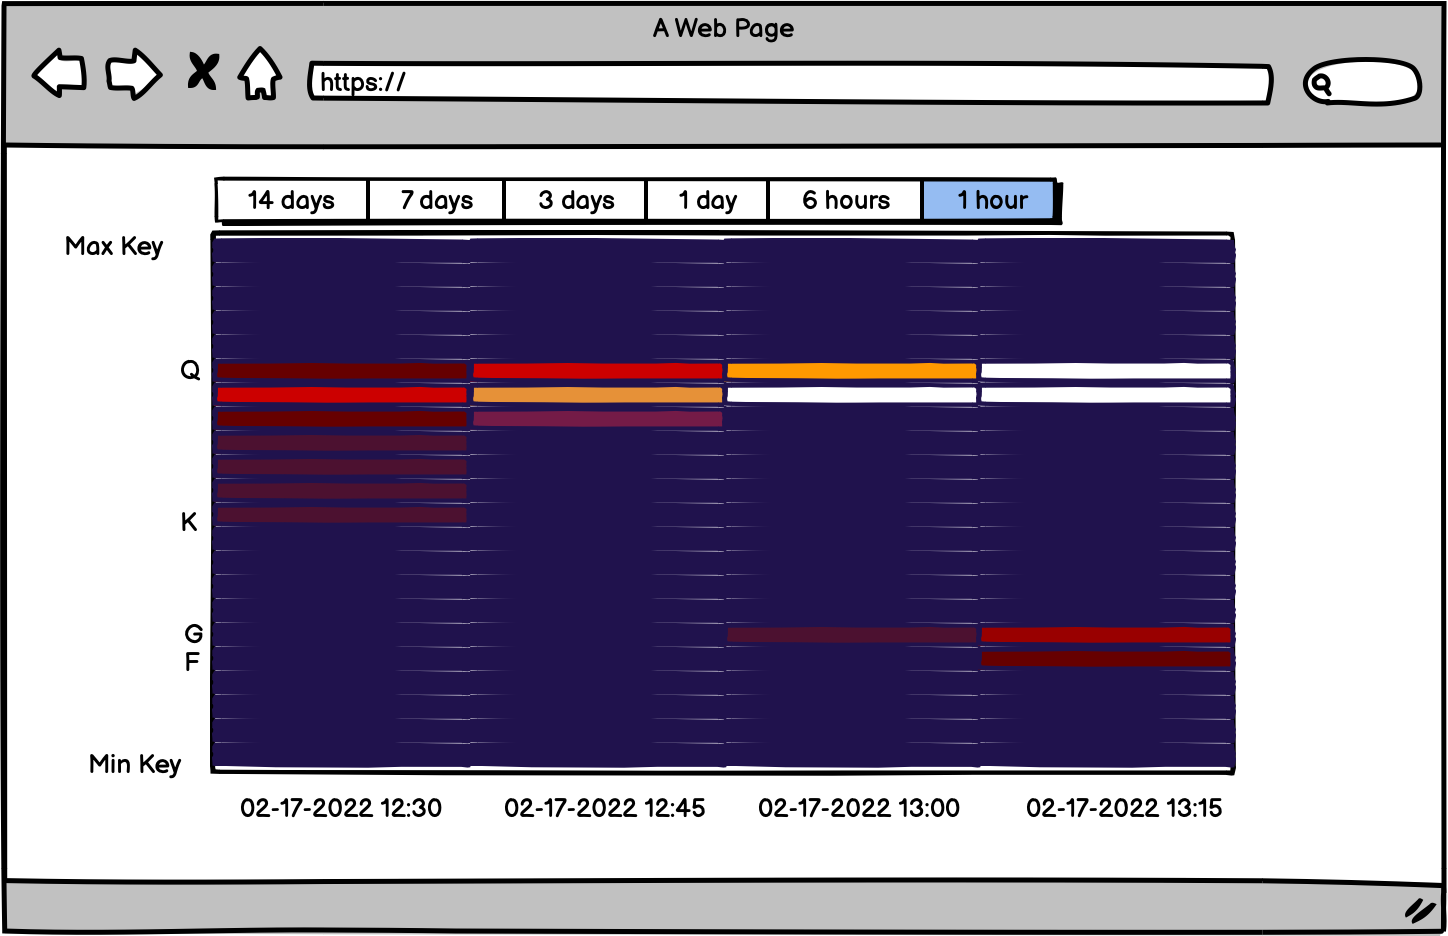 A Web Page
https://
14 days 7 days 3 days 1 day 6 hours 1 hour
Max Key
Q
K
G
F
Min Key
02-17-2022 12:30 02-17-2022 12:45 02-17-2022 13:00 02-17-2022 13:15